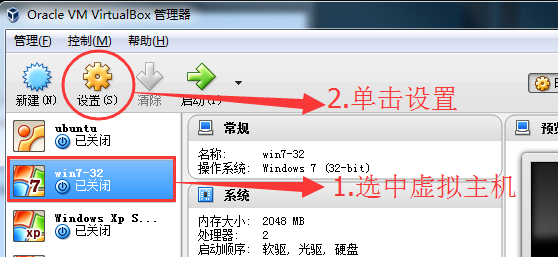 Oracle VM VirtualBox 管理器
管理(F) 控制(M) 帮助(H)
新建(N) 设置(S) 清除 启动(T)
2.单击设置
ubuntu
已关闭
常规
预览
名称: win7-32
操作系统: Windows 7 (32-bit)
win7-32
已关闭
1.选中虚拟主机
系统
Windows Xp S...
已关闭
内存大小: 2048 MB
处理器: 2
启动顺序: 软驱, 光驱, 硬盘